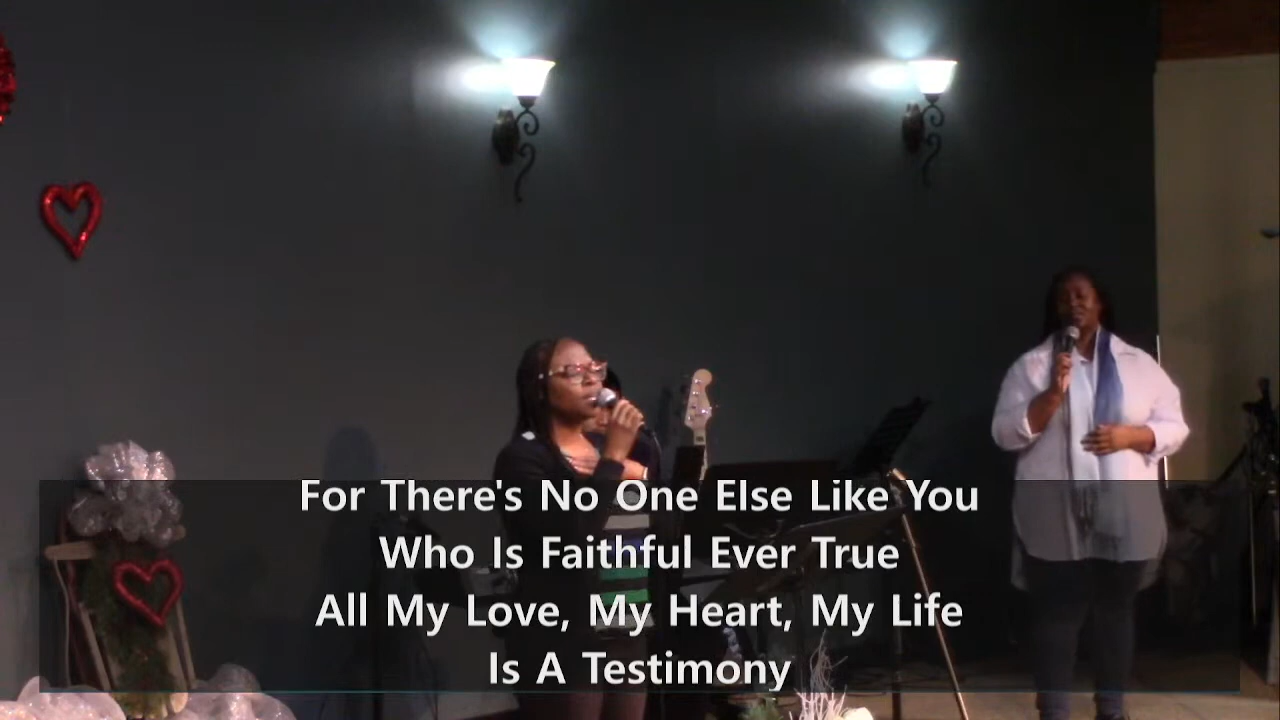 For There's No One Else Like You
Who Is Faithful Ever True
All My Love, My Heart, My Life
Is A Testimony